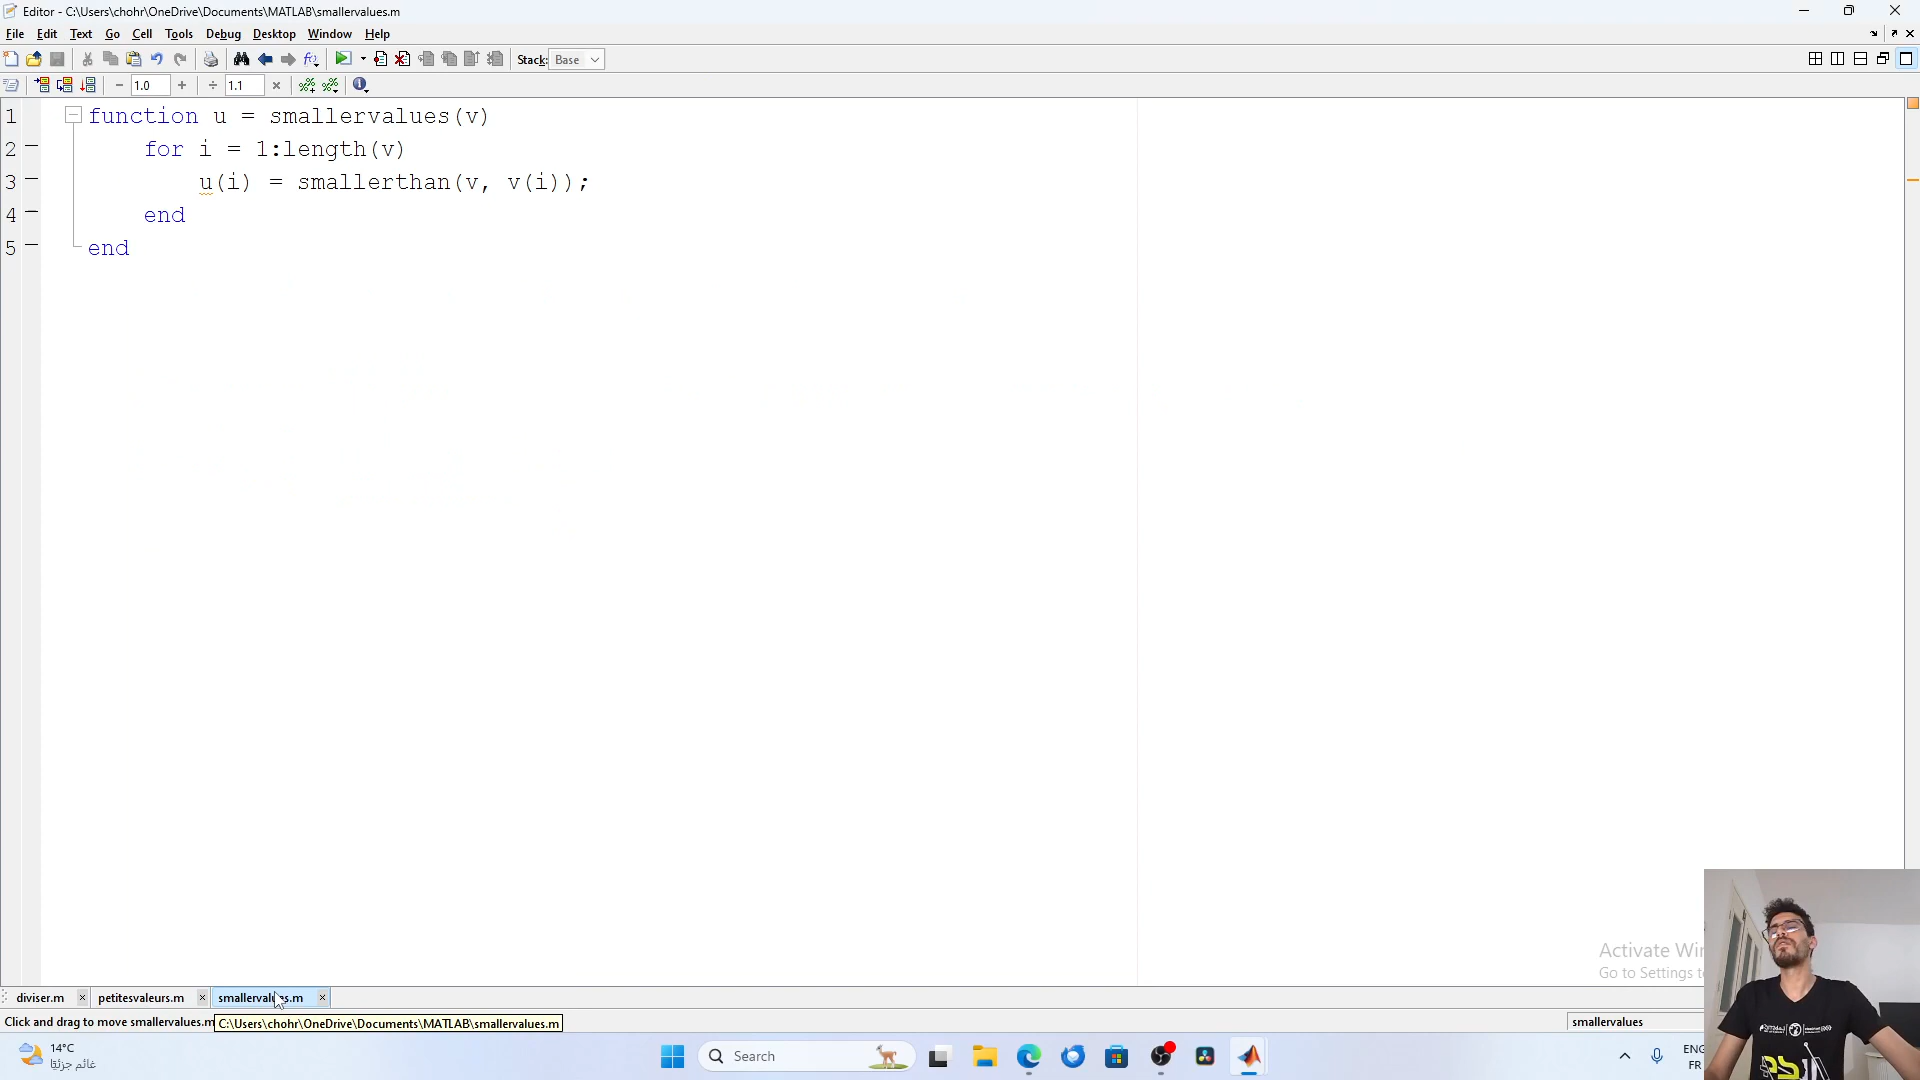 Editor - C:\Users\chohr\OneDrive\Documents\MATLAB\smallervalues.m
File Edit Text Go Cell Tools Debug Desktop Window Help
Stack: Base
1.0 1.1
1 function u = smallervalues(v)
2 for i = 1:length(v)
3 u(i) = smallerthan(v, v(i));
4 end
5 end
Activate Win
Go to Settings t
diviser.m petitesvaleurs.m smallervalues.m
Click and drag to move smallervalues.m
C:\Users\chohr\OneDrive\Documents\MATLAB\smallervalues.m
smallervalues
14°C
غائم جزئيًا
Search
ENG
FR